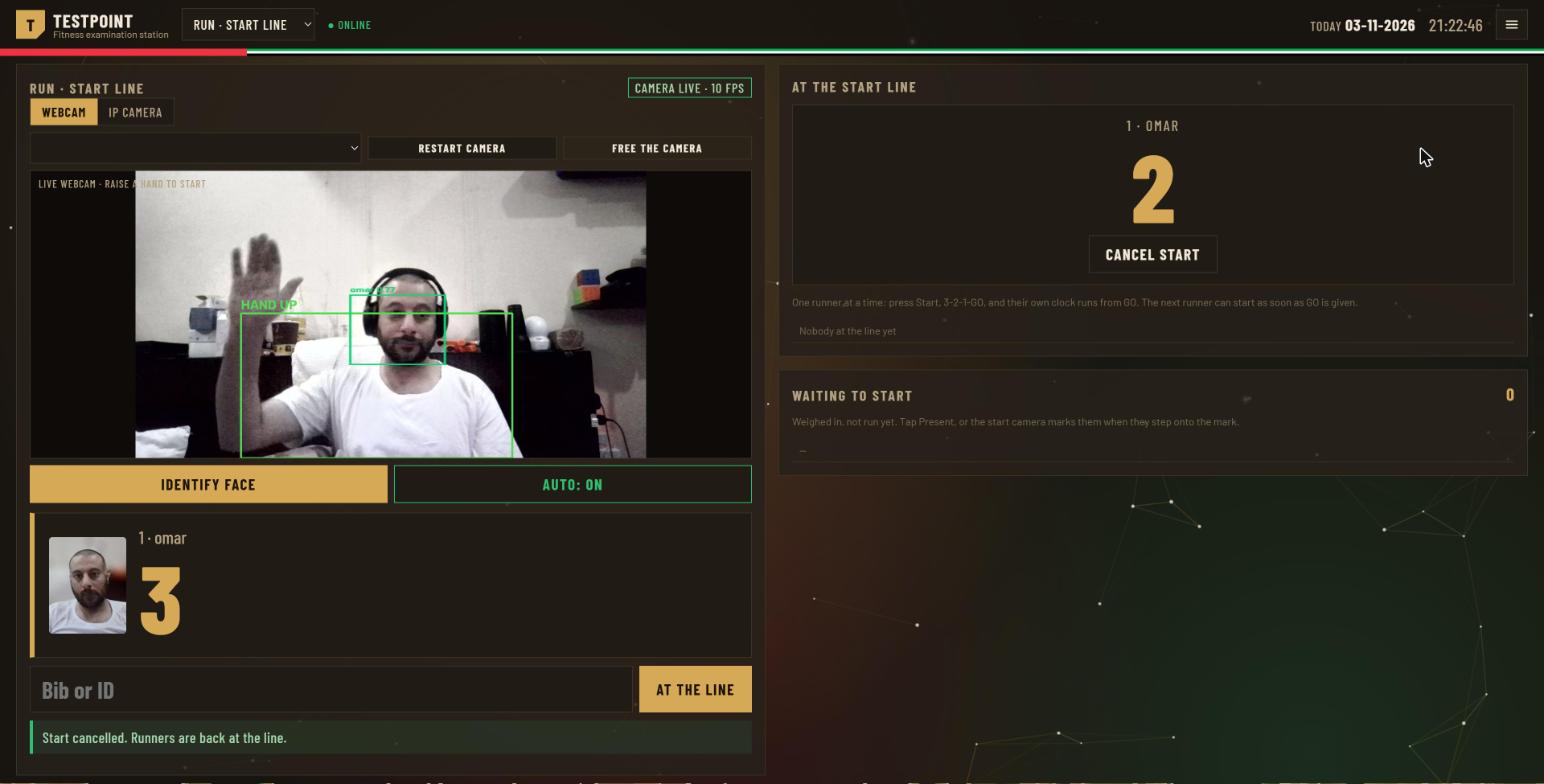 T
TESTPOINT
Fitness examination station
RUN · START LINE
● ONLINE
TODAY 03-11-2026 21:22:46
RUN · START LINE
CAMERA LIVE · 10 FPS
WEBCAM
IP CAMERA
RESTART CAMERA
FREE THE CAMERA
LIVE WEBCAM · RAISE A HAND TO START
HAND UP
IDENTIFY FACE
AUTO: ON
1 · omar
3
Bib or ID
AT THE LINE
Start cancelled. Runners are back at the line.
AT THE START LINE
1 · OMAR
2
CANCEL START
One runner at a time: press Start, 3-2-1-GO, and their own clock runs from GO. The next runner can start as soon as GO is given.
Nobody at the line yet
WAITING TO START
0
Weighed in, not run yet. Tap Present, or the start camera marks them when they step onto the mark.
–